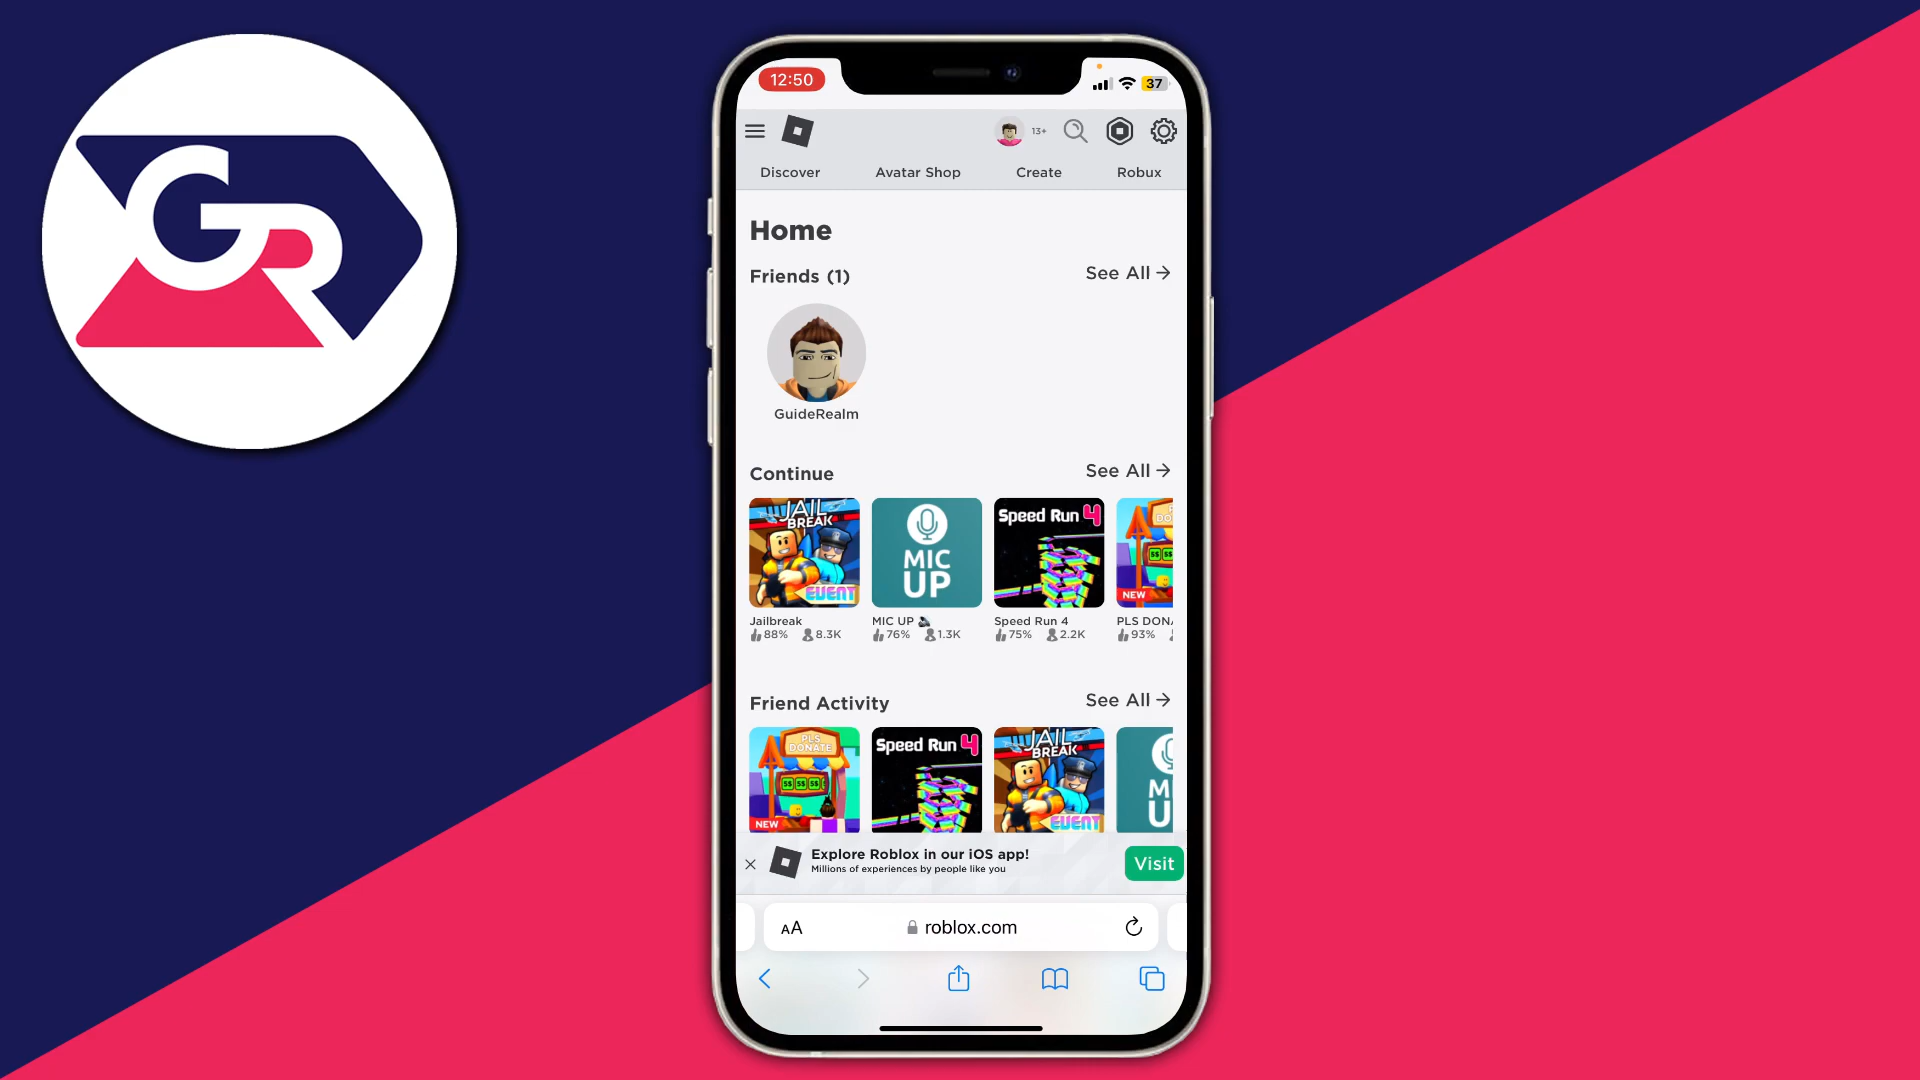 GR
12:50
37
13+
Discover Avatar Shop Create Robux
Home
Friends (1) See All →
GuideRealm
Continue See All →
JAIL BREAK
EVENT
MIC UP
Speed Run 4
NEW
Jailbreak MIC UP Speed Run 4 PLS DON
88% 8.3K 76% 1.3K 75% 2.2K 93%
Friend Activity See All →
PLS DONATE
NEW
Speed Run 4
JAIL BREAK
EVENT
M
U
Explore Roblox in our iOS app!
Millions of experiences by people like you
Visit
AA roblox.com